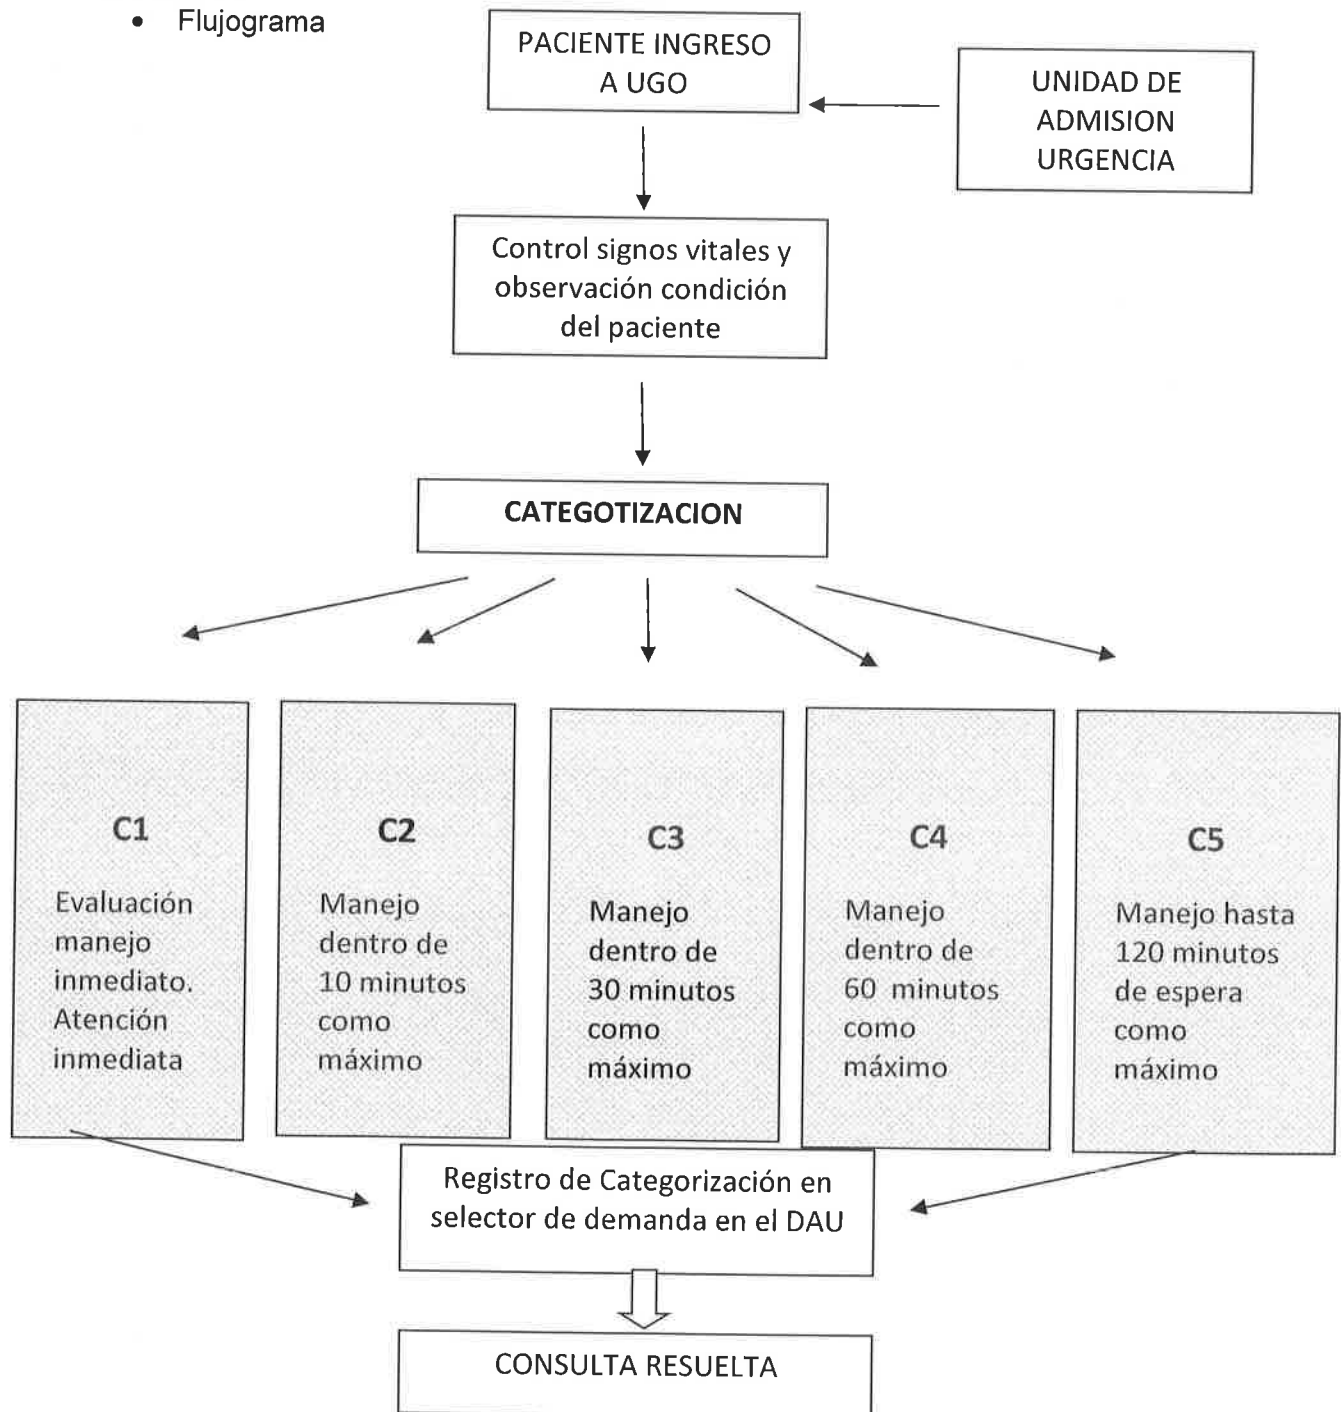 • Flujograma
PACIENTE INGRESO
A UGO
UNIDAD DE
ADMISION
URGENCIA
Control signos vitales y
observación condición
del paciente
CATEGOTIZACION
C1
Evaluación
manejo
inmediato.
Atención
inmediata
C2
Manejo
dentro de
10 minutos
como
máximo
C3
Manejo
dentro de
30 minutos
como
máximo
C4
Manejo
dentro de
60 minutos
como
máximo
C5
Manejo hasta
120 minutos
de espera
como
máximo
Registro de Categorización en
selector de demanda en el DAU
CONSULTA RESUELTA